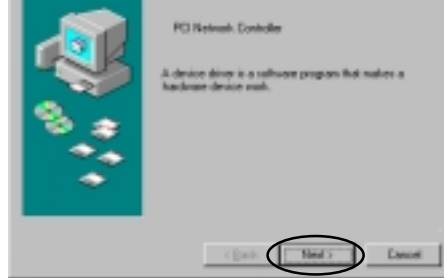 PCI Network Controller
A device driver is a software program that makes a
hardware device work.
< Back Next > Cancel